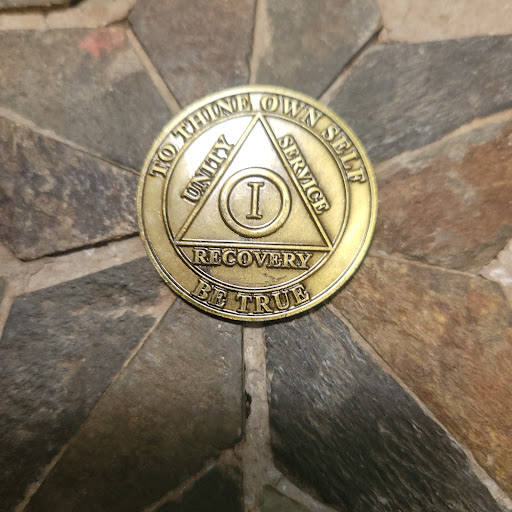 TO THINE OWN SELF
UNITY
SERVICE
I
RECOVERY
BE TRUE